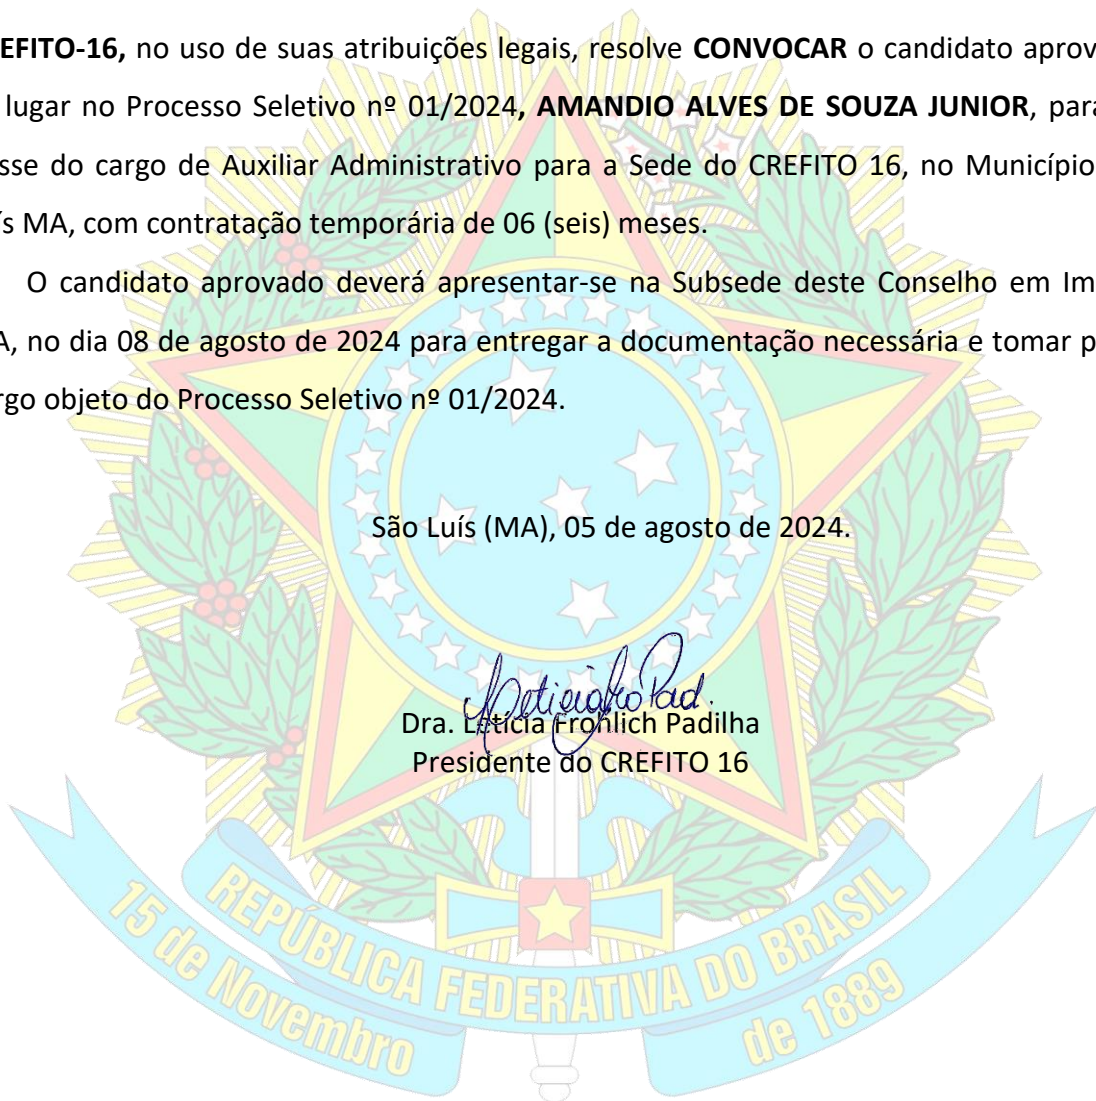 EFITO-16, no uso de suas atribuições legais, resolve CONVOCAR o candidato aprov
lugar no Processo Seletivo nº 01/2024, AMANDIO ALVES DE SOUZA JUNIOR, para
sse do cargo de Auxiliar Administrativo para a Sede do CREFITO 16, no Município
s MA, com contratação temporária de 06 (seis) meses.
O candidato aprovado deverá apresentar-se na Subsede deste Conselho em Im
A, no dia 08 de agosto de 2024 para entregar a documentação necessária e tomar p
rgo objeto do Processo Seletivo nº 01/2024.
São Luís (MA), 05 de agosto de 2024.
Dra. Letícia Frohlich Padilha
Presidente do CREFITO 16
REPÚBLICA FEDERATIVA DO BRASIL
15 de Novembro de 1889